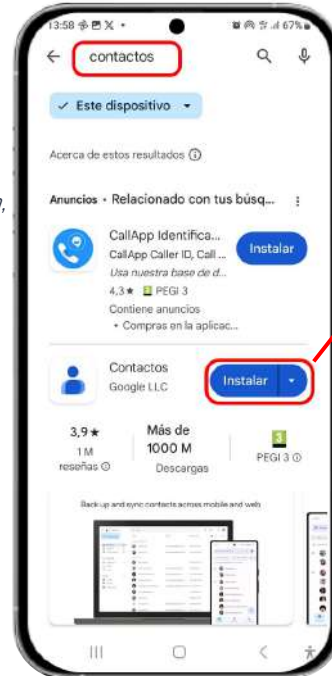 13:58
67%
contactos
Este dispositivo
Acerca de estos resultados
Anuncios • Relacionado con tus búsq...
CallApp Identifica...
CallApp Caller ID, Call ...
Usa nuestra base de d...
4,3★ PEGI 3
Contiene anuncios
• Compras en la aplicac...
Instalar
Contactos
Google LLC
Instalar
3,9★
1 M
reseñas
Más de
1000 M
Descargas
3
PEGI 3
Back up and sync contacts across mobile and web